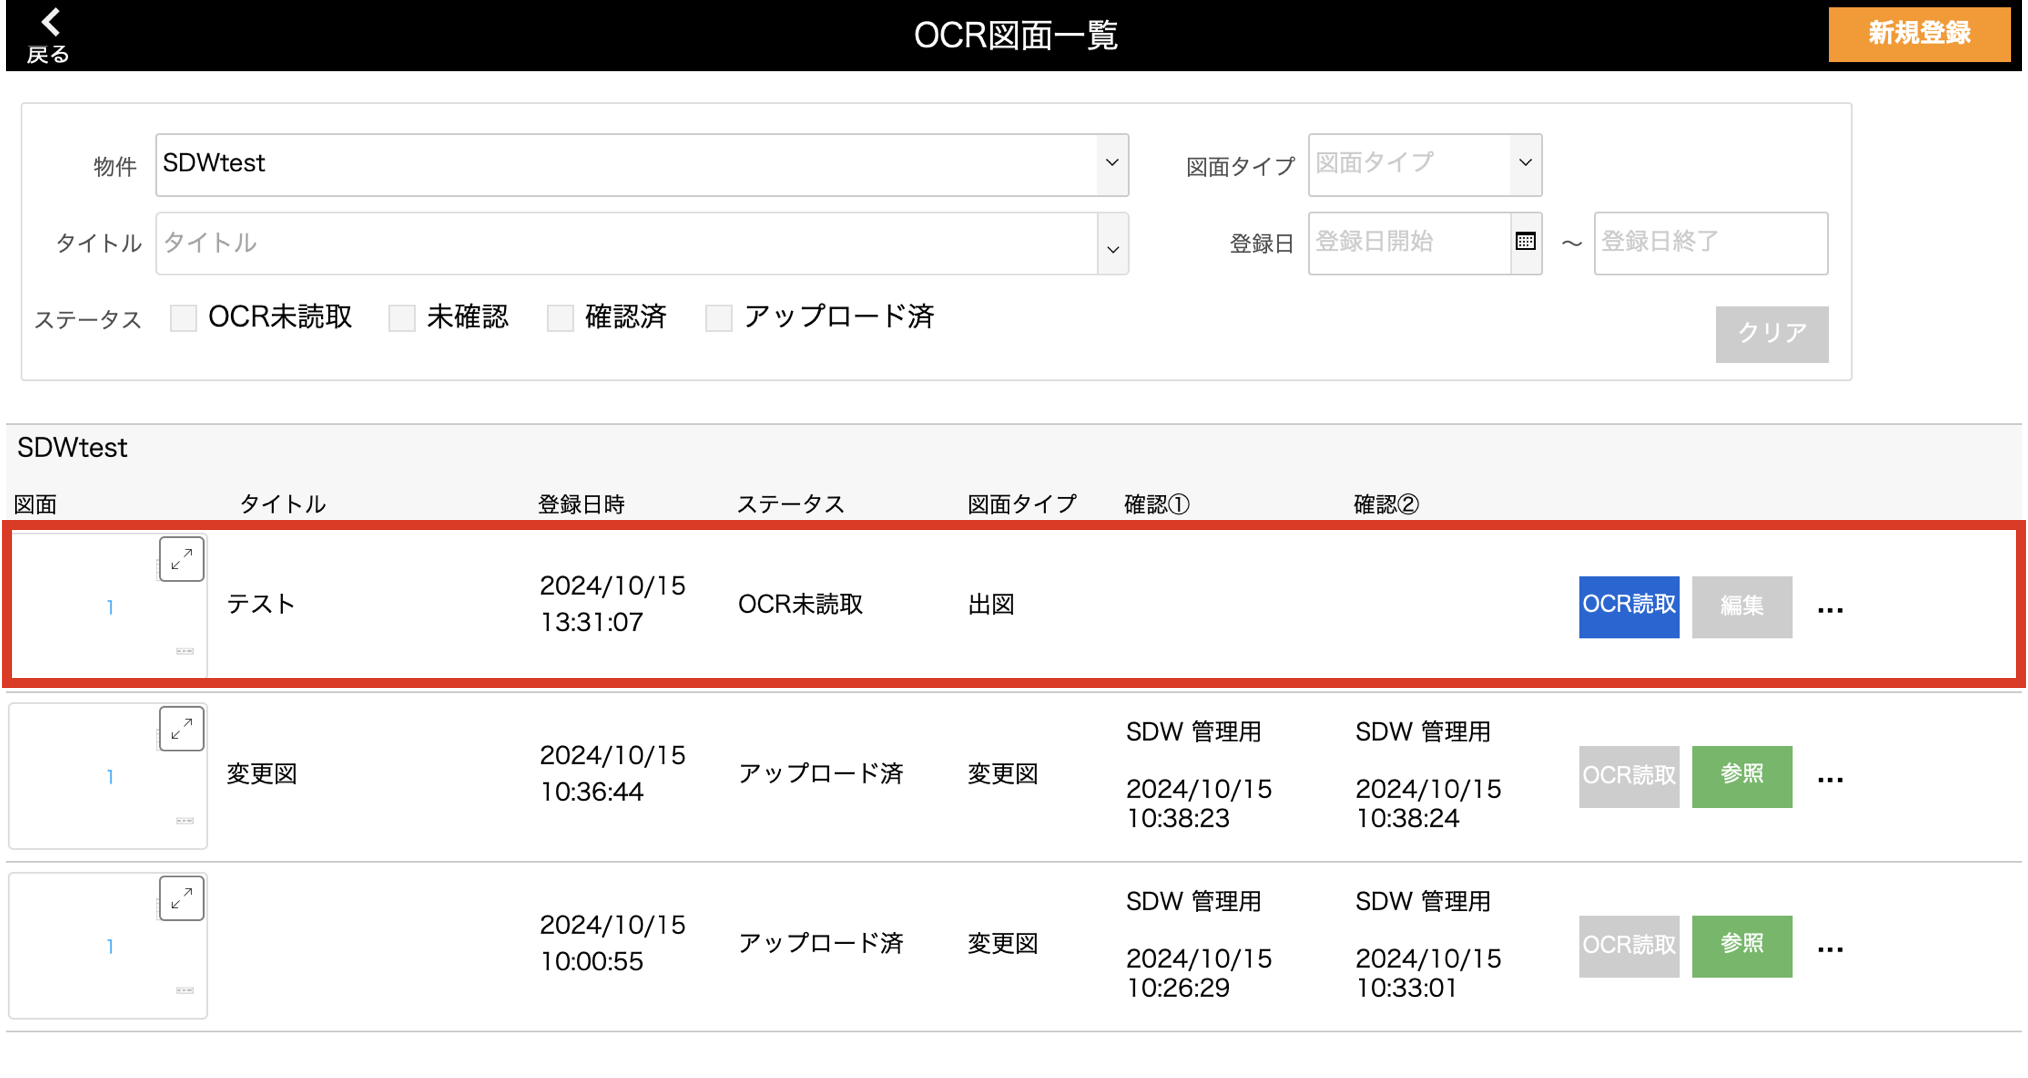 戻る
OCR図面一覧
新規登録
物件
SDWtest
図面タイプ
図面タイプ
タイトル
タイトル
登録日
登録日開始
～
登録日終了
ステータス
OCR未読取
未確認
確認済
アップロード済
クリア
SDWtest
図面
タイトル
登録日時
ステータス
図面タイプ
確認①
確認②
1
テスト
2024/10/15
13:31:07
OCR未読取
出図
OCR読取
編集
...
1
変更図
2024/10/15
10:36:44
アップロード済
変更図
SDW 管理用
2024/10/15
10:38:23
SDW 管理用
2024/10/15
10:38:24
OCR読取
参照
...
1
2024/10/15
10:00:55
アップロード済
変更図
SDW 管理用
2024/10/15
10:26:29
SDW 管理用
2024/10/15
10:33:01
OCR読取
参照
...